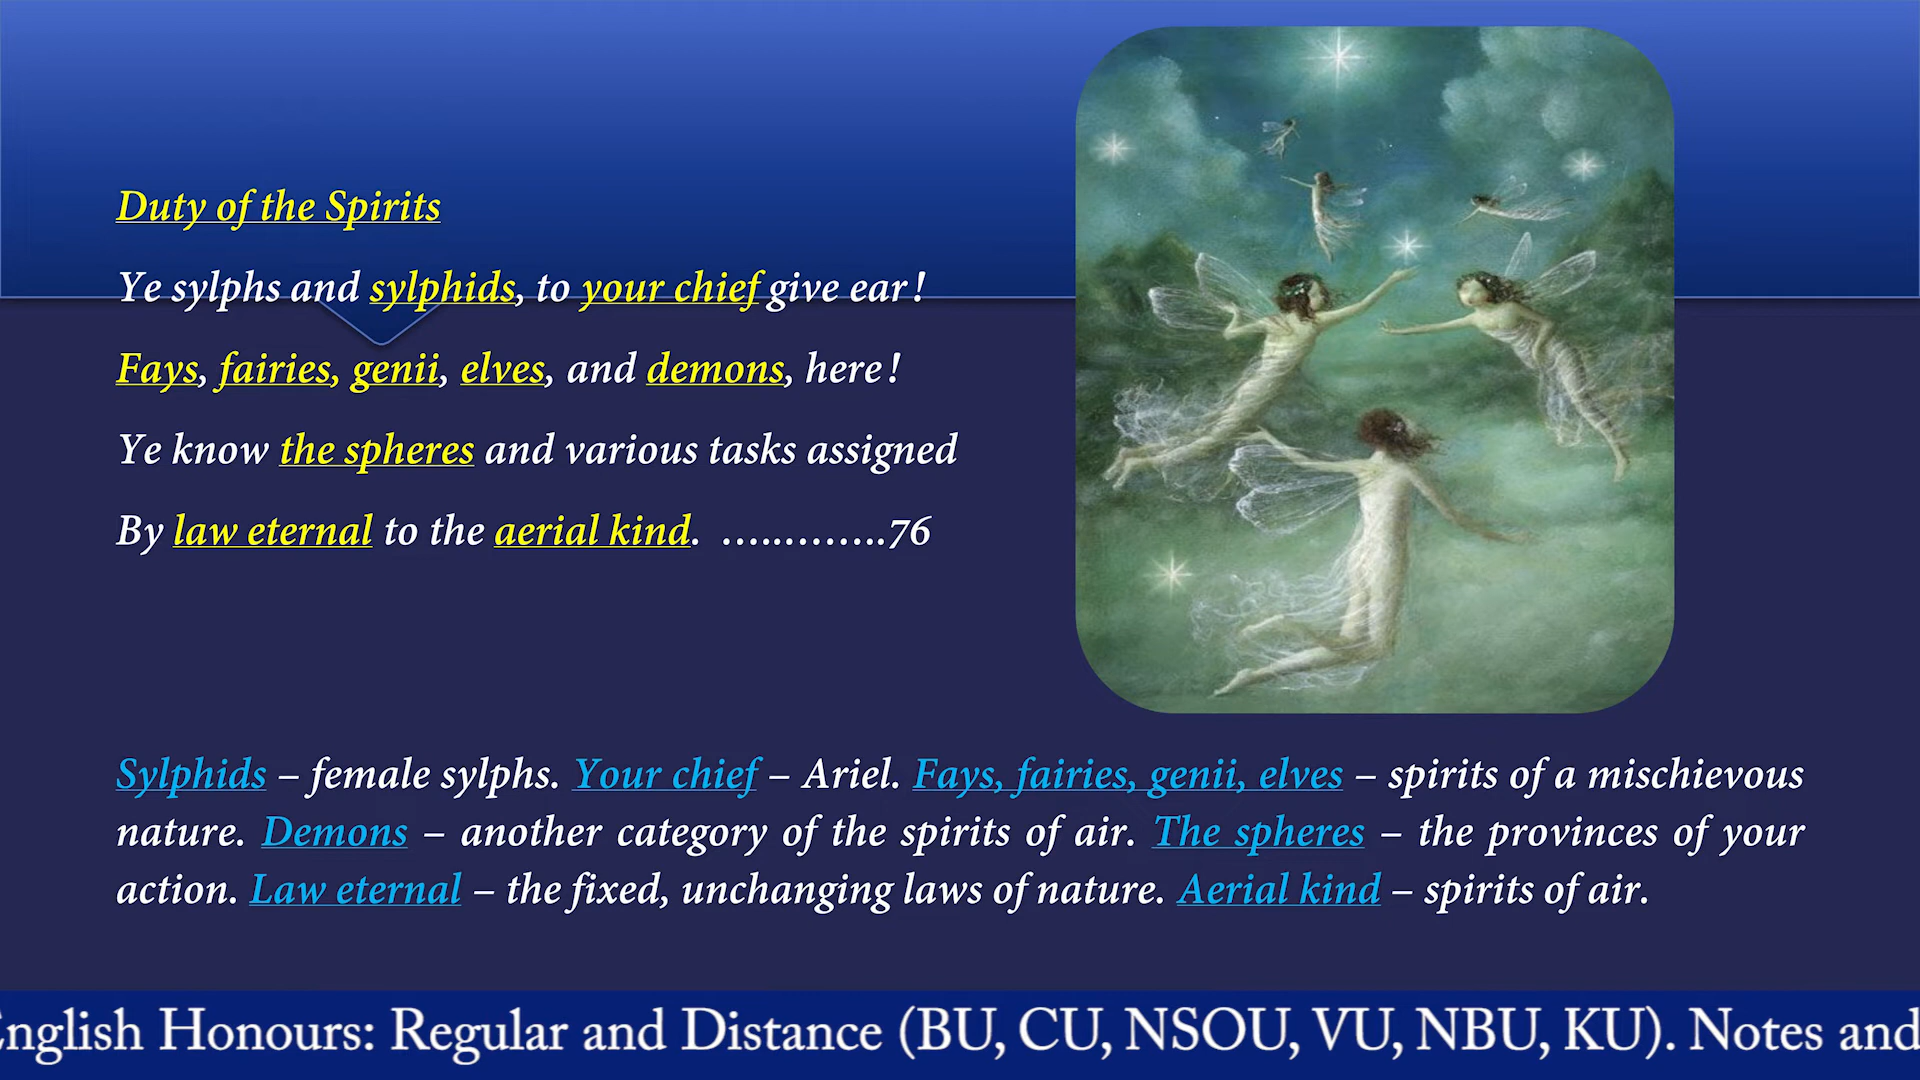 Duty of the Spirits
Ye sylphs and sylphids, to your chief give ear!
Fays, fairies, genii, elves, and demons, here!
Ye know the spheres and various tasks assigned
By law eternal to the aerial kind. ….………..76
Sylphids – female sylphs. Your chief – Ariel. Fays, fairies, genii, elves – spirits of a mischievous
nature. Demons – another category of the spirits of air. The spheres – the provinces of your
action. Law eternal – the fixed, unchanging laws of nature. Aerial kind – spirits of air.
English Honours: Regular and Distance (BU, CU, NSOU, VU, NBU, KU). Notes and